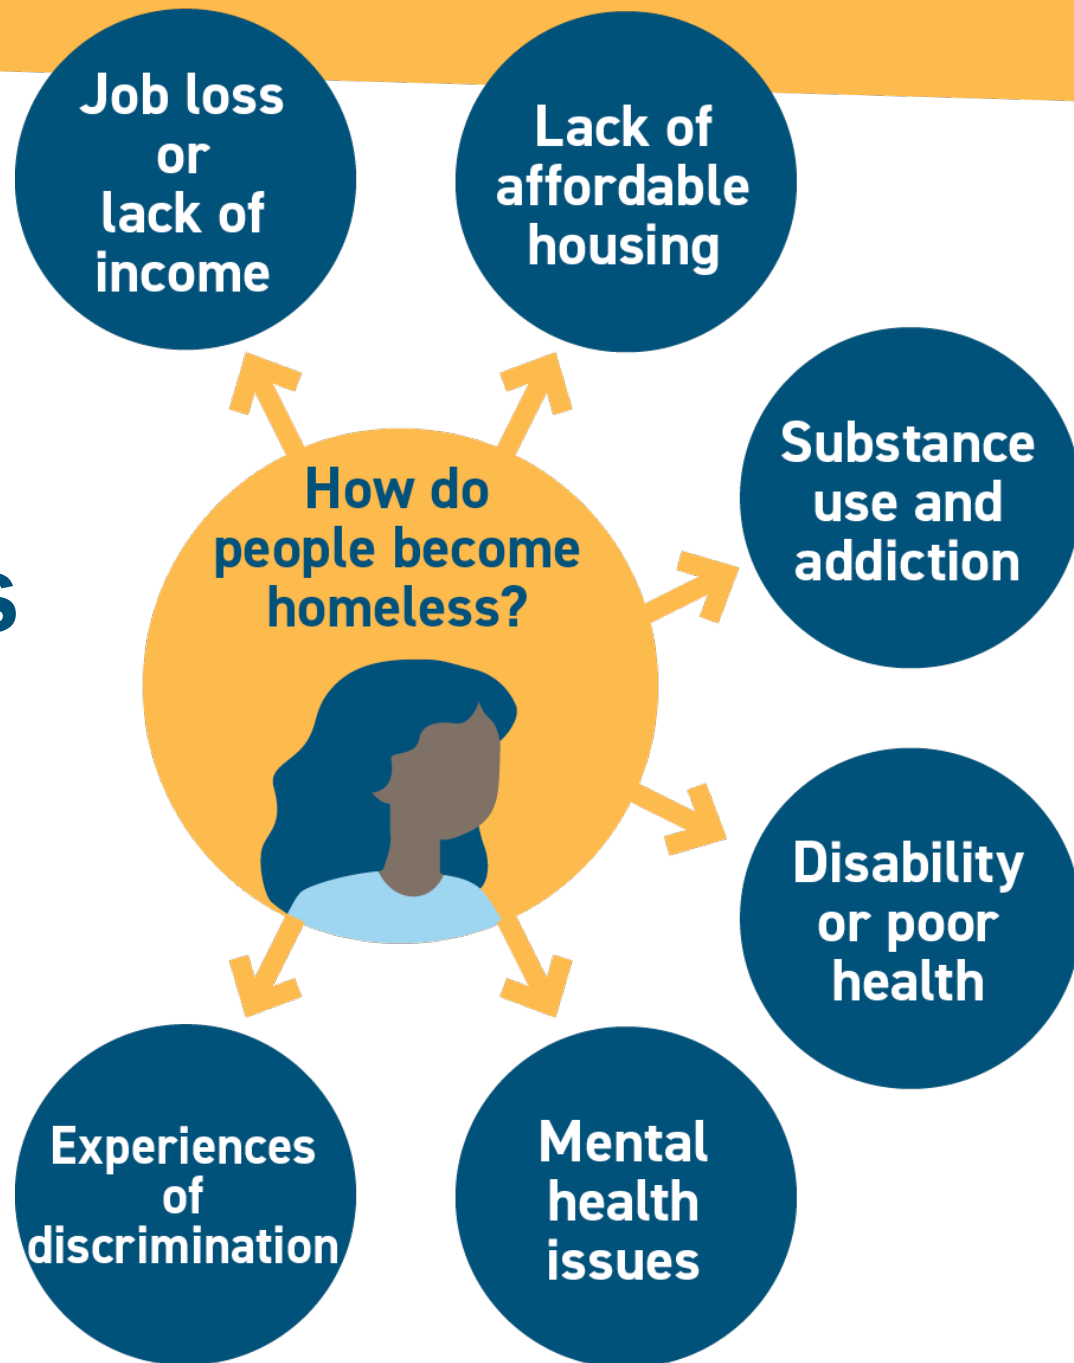 Job loss
or
lack of
income
Lack of
affordable
housing
How do
people become
homeless?
Substance
use and
addiction
s
Disability
or poor
health
Experiences
of
discrimination
Mental
health
issues